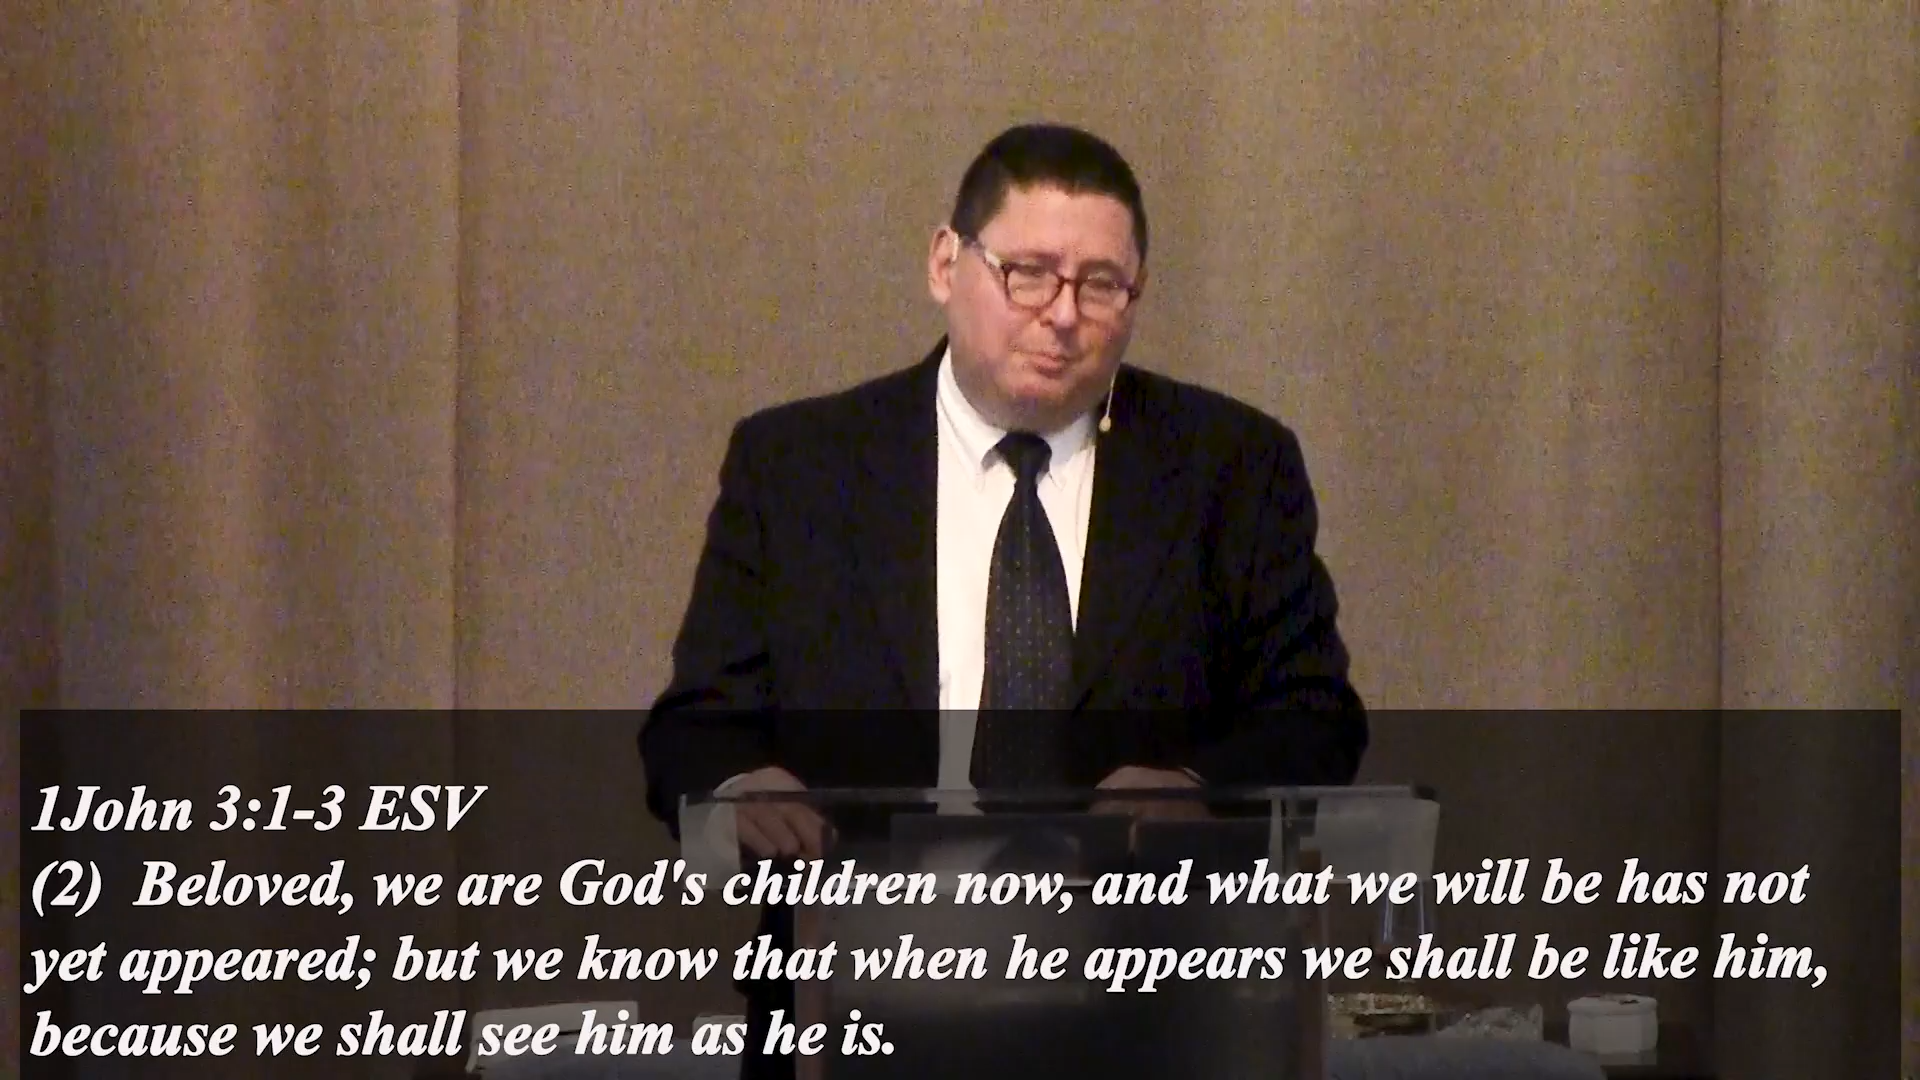 1John 3:1-3 ESV
(2) Beloved, we are God's children now, and what we will be has not
yet appeared; but we know that when he appears we shall be like him,
because we shall see him as he is.